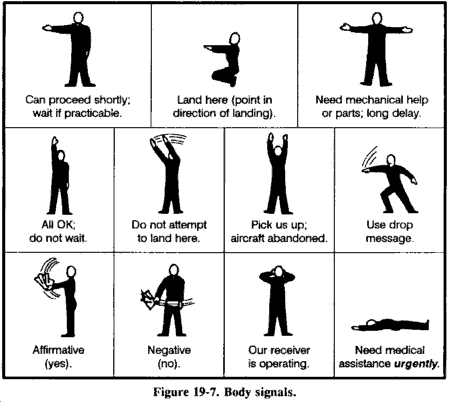 Can proceed shortly;
wait if practicable.
Land here (point in
direction of landing).
Need mechanical help
or parts; long delay.
All OK;
do not wait.
Do not attempt
to land here.
Pick us up;
aircraft abandoned.
Use drop
message.
Affirmative
(yes).
Negative
(no).
Our receiver
is operating.
Need medical
assistance urgently.
Figure 19-7. Body signals.